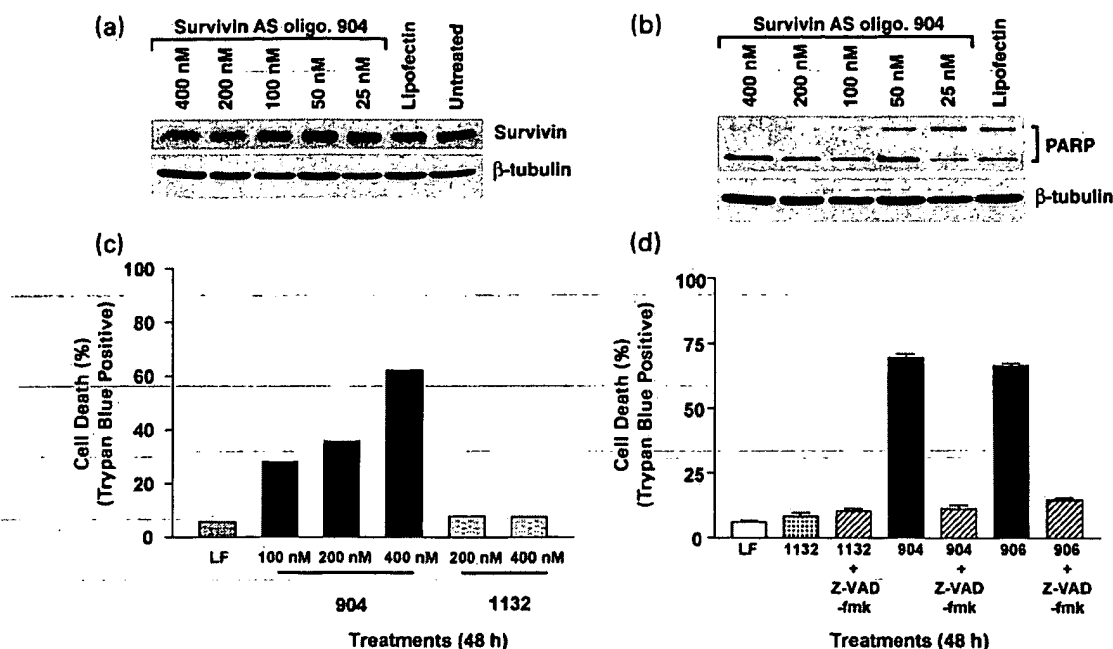 (a)
Survivin AS oligo. 904
400 nM
200 nM
100 nM
50 nM
25 nM
Lipofectin
Untreated
Survivin
β-tubulin
(b)
Survivin AS oligo. 904
400 nM
200 nM
100 nM
50 nM
25 nM
Lipofectin
PARP
β-tubulin
(c)
Cell Death (%)
(Trypan Blue Positive)
100
80
60
40
20
0
LF
100 nM
200 nM
400 nM
200 nM
400 nM
904
1132
Treatments (48 h)
(d)
Cell Death (%)
(Trypan Blue Positive)
100
75
50
25
0
LF
1132
1132
+
Z-VAD
-fmk
904
904
+
Z-VAD
-fmk
906
906
+
Z-VAD
-fmk
Treatments (48 h)